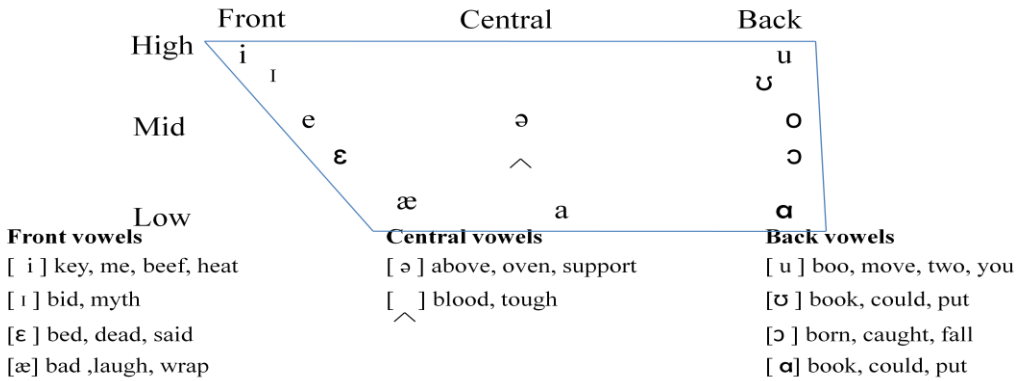 Front Central Back
High i u
ɪ ʊ
Mid e ə o
ɛ ^ ɔ
æ a ɑ
Low
Front vowels Central vowels Back vowels
[ i ] key, me, beef, heat [ ə ] above, oven, support [ u ] boo, move, two, you
[ ɪ ] bid, myth [ ^ ] blood, tough [ʊ ] book, could, put
[ɛ ] bed, dead, said [ɔ ] born, caught, fall
[æ] bad ,laugh, wrap [ ɑ] book, could, put